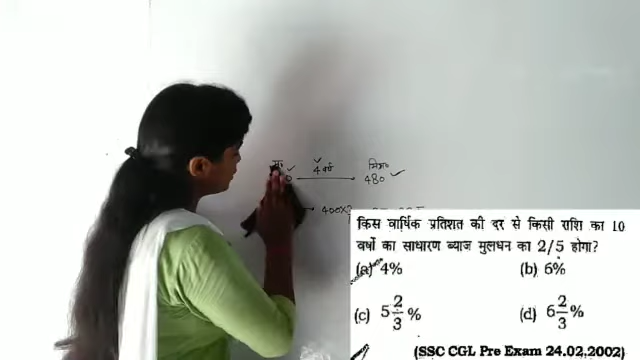 4 वर्ष
मिश्र०
480
400×
किस वार्षिक प्रतिशत की दर से किसी राशि का 10
वर्षों का साधारण ब्याज मुलधन का 2/5 होगा?
(a) 4%
(b) 6%
(c) 5 2/3 %
(d) 6 2/3 %
(SSC CGL Pre Exam 24.02.2002)